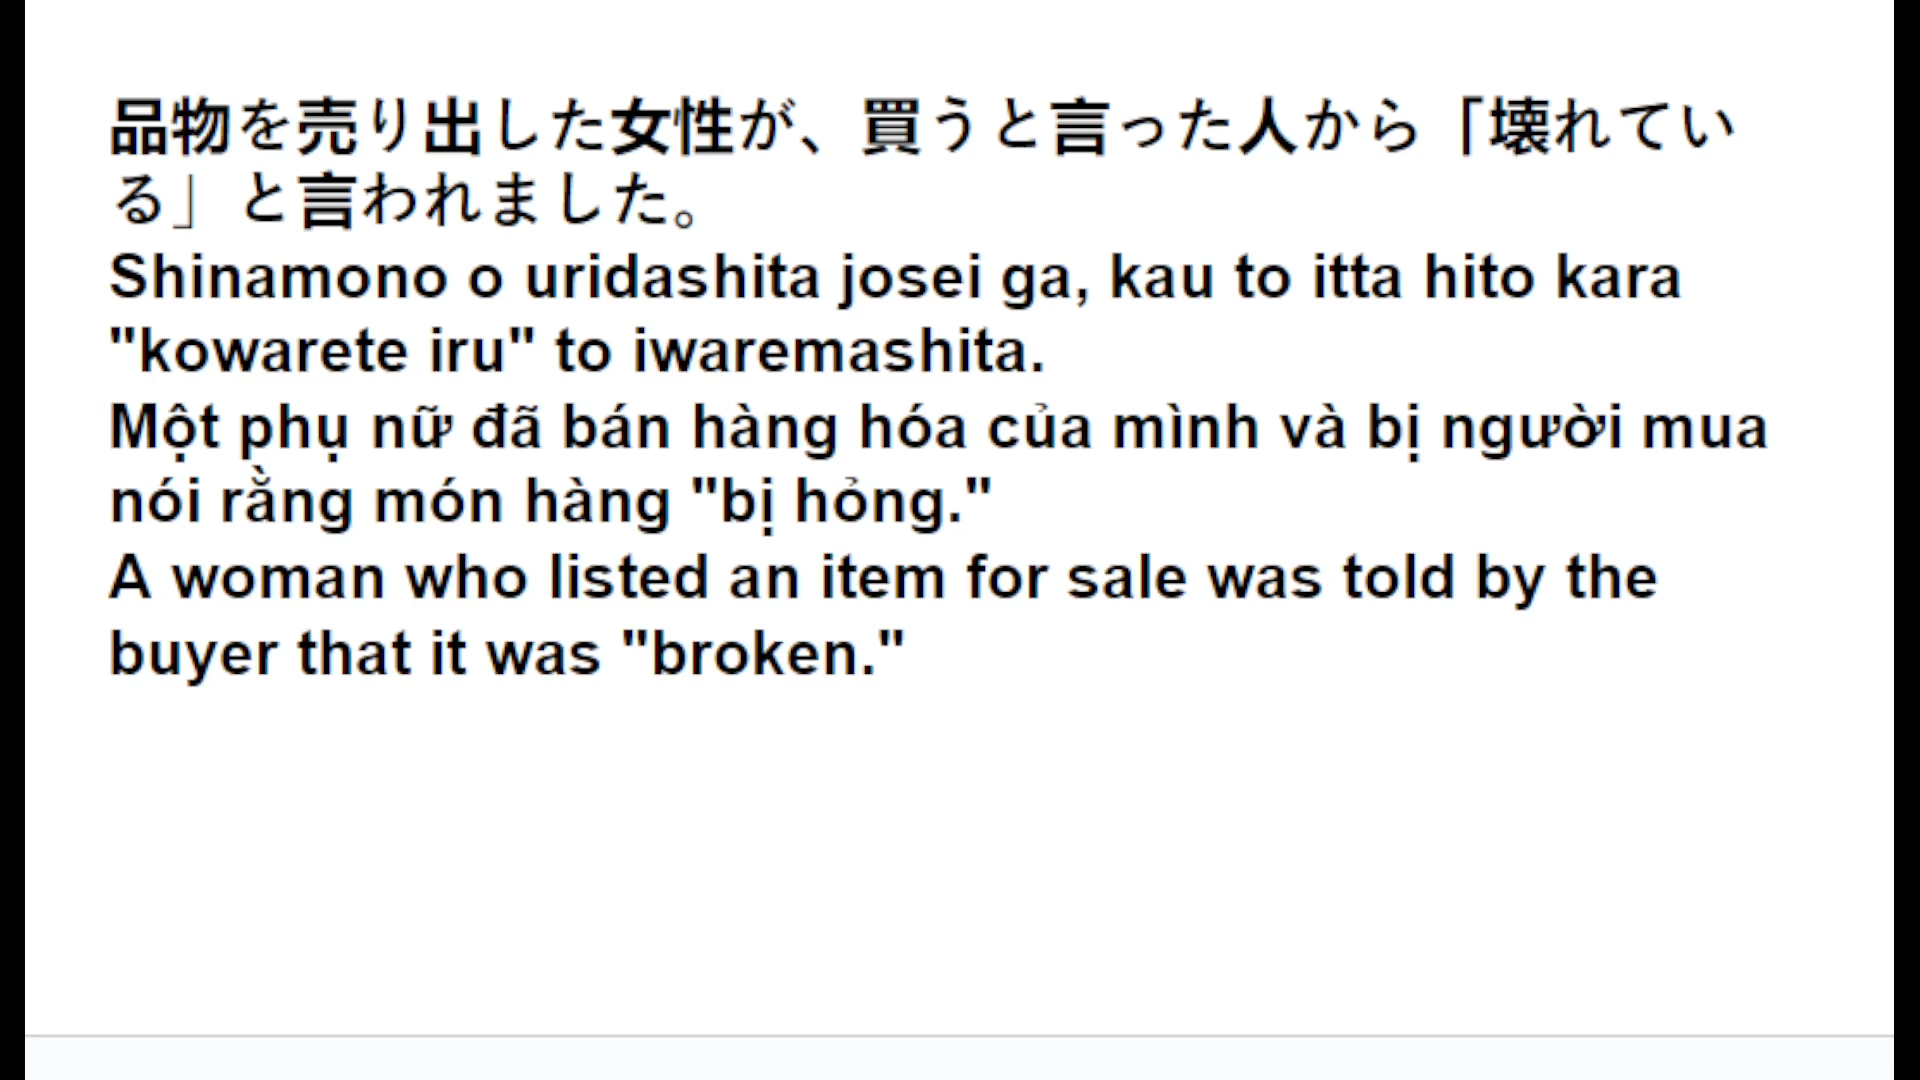 品物を売り出した女性が、買うと言った人から「壊れてい
る」と言われました。
Shinamono o uridashita josei ga, kau to itta hito kara
"kowarete iru" to iwaremashita.
Một phụ nữ đã bán hàng hóa của mình và bị người mua
nói rằng món hàng "bị hỏng."
A woman who listed an item for sale was told by the
buyer that it was "broken."